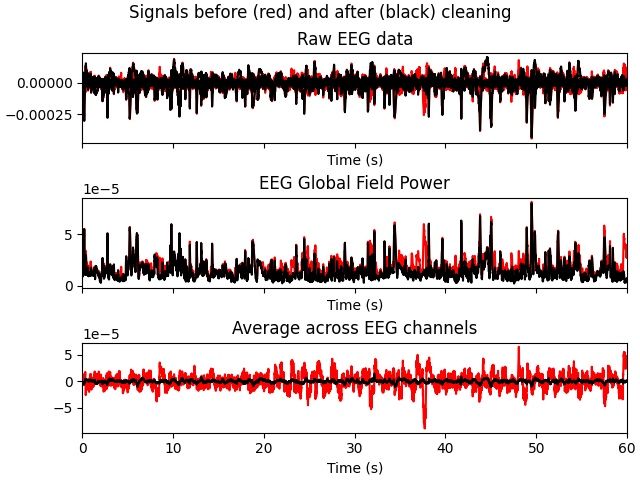 Signals before (red) and after (black) cleaning
Raw EEG data
0.00000
−0.00025
Time (s)
EEG Global Field Power
1e−5
5
0
Time (s)
Average across EEG channels
1e−5
5
0
−5
0 10 20 30 40 50 60
Time (s)